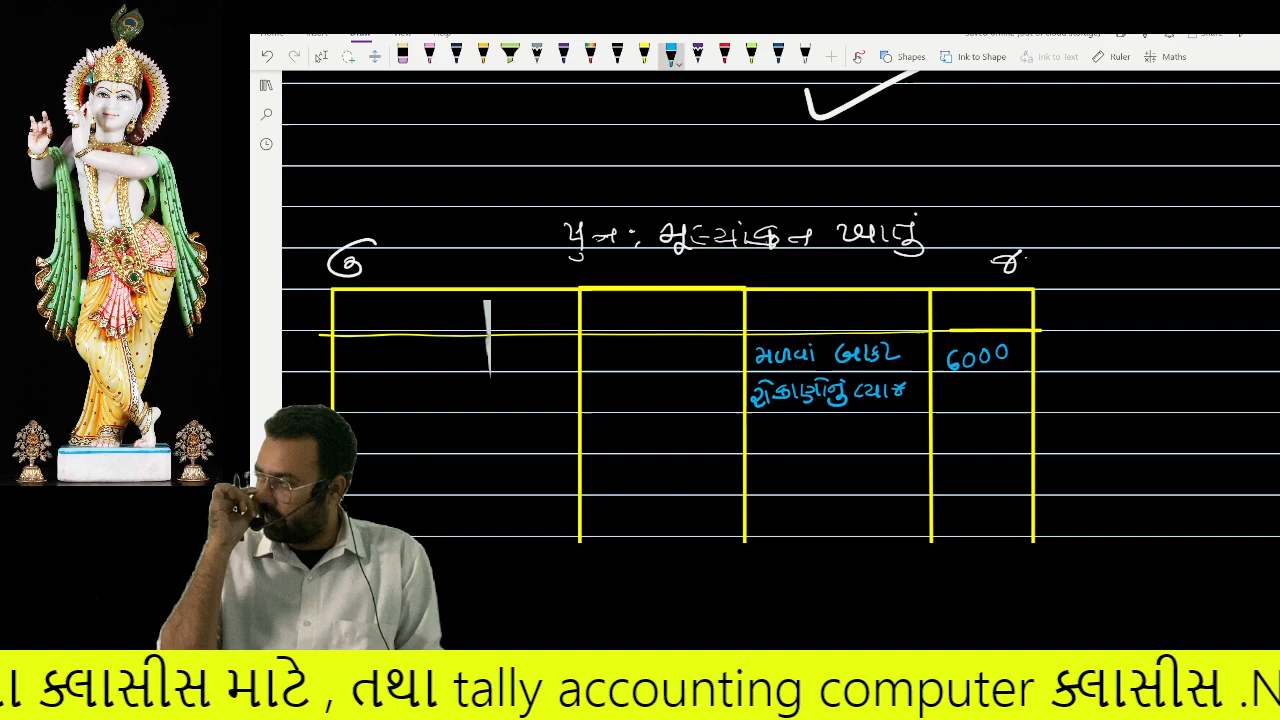 Shapes Ink to Shape Ink to Text Ruler Maths
પુનઃ મૂલ્યાંકન ખાતું
ઉ જ
મળવાં બાકી 6000
રોકાણોનું વ્યાજ
ક્લાસીસ માટે , તથા tally accounting computer ક્લાસીસ .N